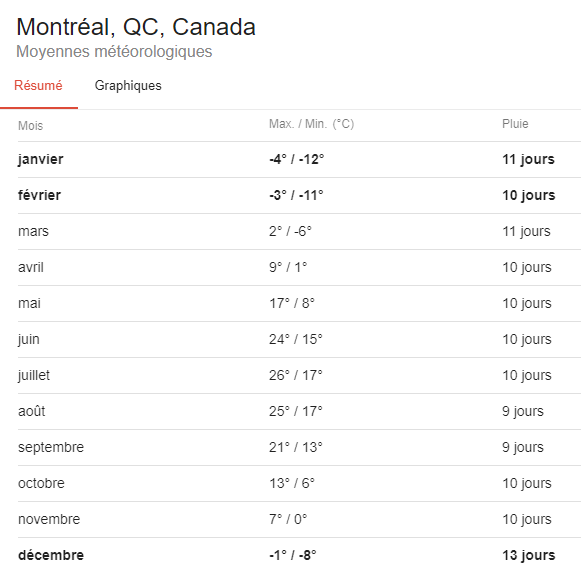 Montréal, QC, Canada
Moyennes météorologiques
Résumé Graphiques
Mois Max. / Min. (°C) Pluie
janvier -4° / -12° 11 jours
février -3° / -11° 10 jours
mars 2° / -6° 11 jours
avril 9° / 1° 10 jours
mai 17° / 8° 10 jours
juin 24° / 15° 10 jours
juillet 26° / 17° 10 jours
août 25° / 17° 9 jours
septembre 21° / 13° 9 jours
octobre 13° / 6° 10 jours
novembre 7° / 0° 10 jours
décembre -1° / -8° 13 jours